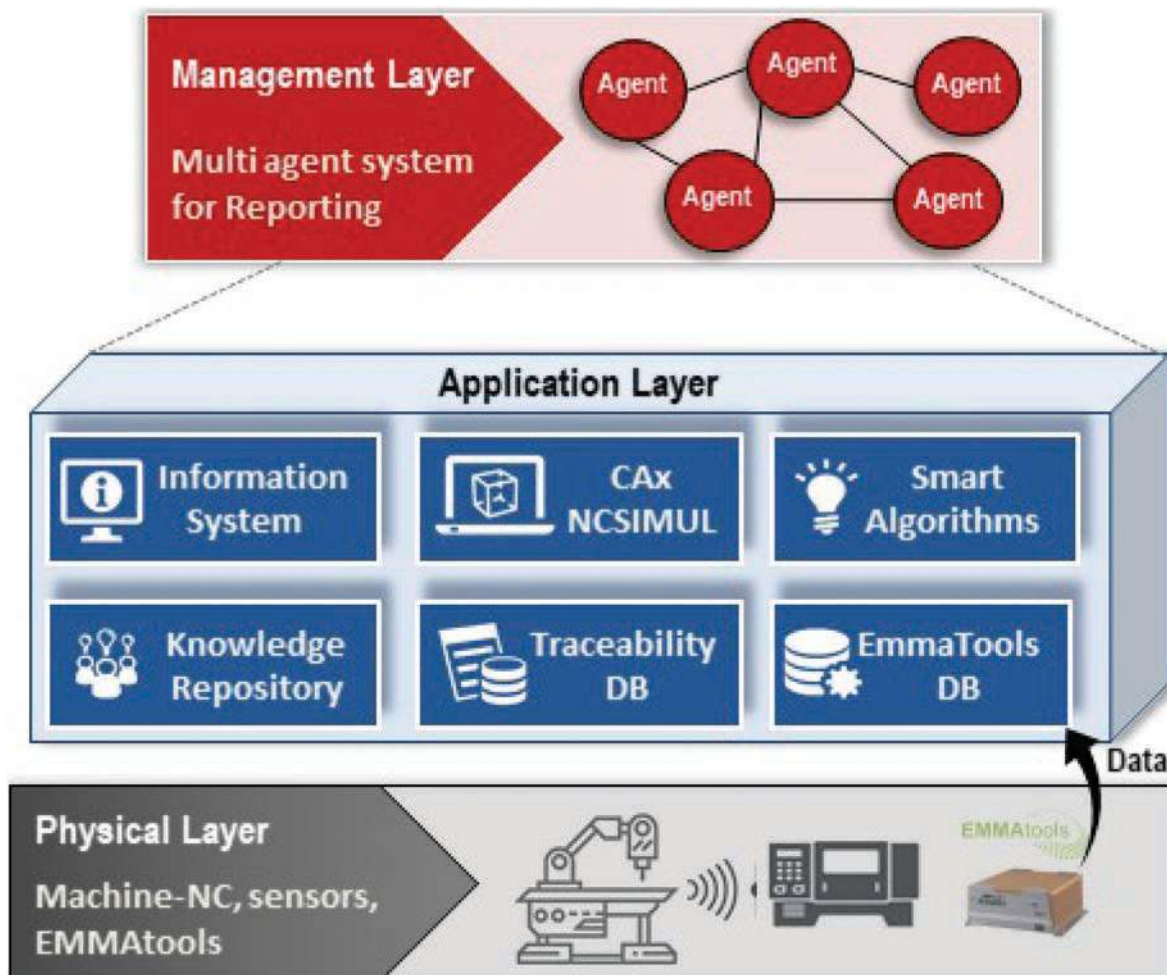 Management Layer
Multi agent system
for Reporting
Agent
Agent
Agent
Agent
Agent
Application Layer
Information
System
CAx
NCSIMUL
Smart
Algorithms
Knowledge
Repository
Traceability
DB
EmmaTools
DB
Data
Physical Layer
Machine-NC, sensors,
EMMAtools
EMMAtools